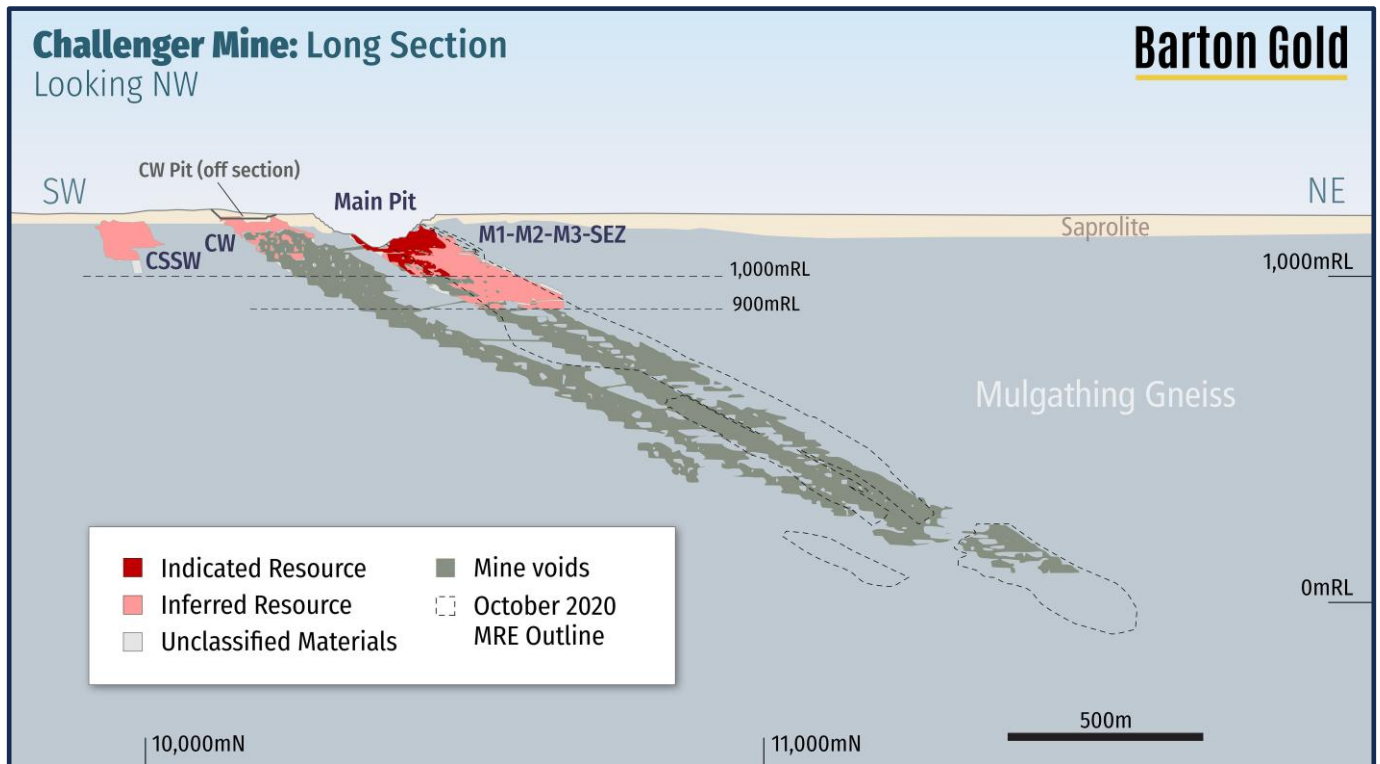 Challenger Mine: Long Section
Looking NW
Barton Gold
CW Pit (off section)
SW
Main Pit
NE
Saprolite
CW
M1-M2-M3-SEZ
CSSW
1,000mRL
1,000mRL
900mRL
Mulgathing Gneiss
Indicated Resource
Inferred Resource
Unclassified Materials
Mine voids
October 2020
MRE Outline
0mRL
500m
10,000mN
11,000mN